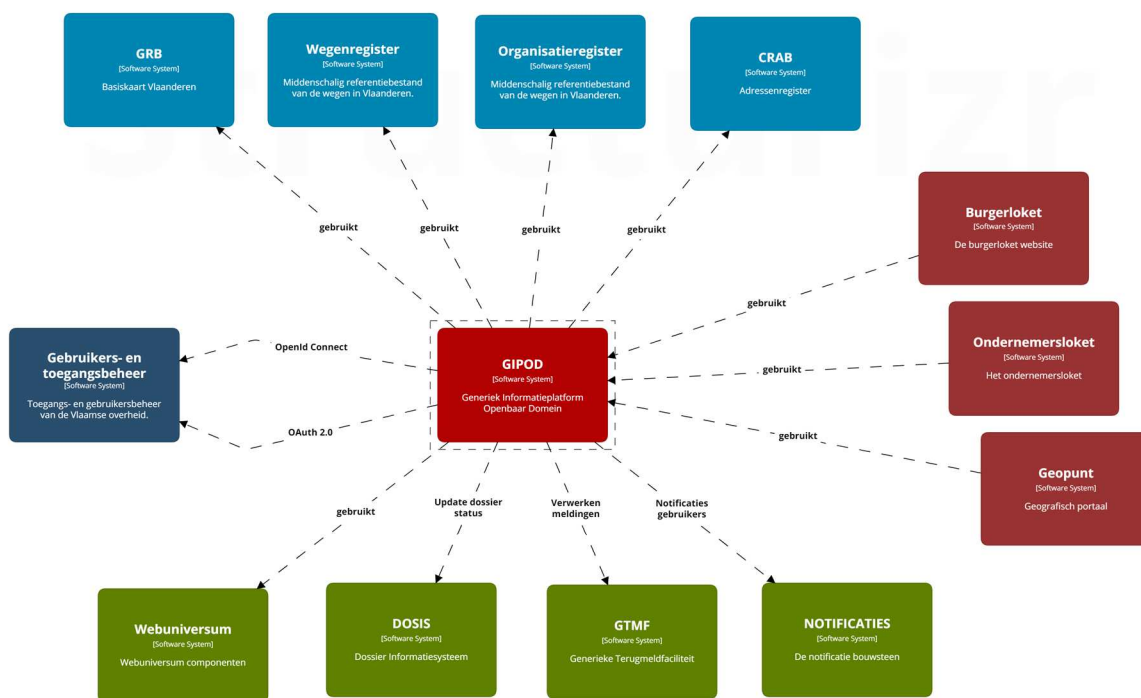 Structurizr
GRB
[Software System]
Basiskaart Vlaanderen
Wegenregister
[Software System]
Middenschalig referentiebestand
van de wegen in Vlaanderen.
Organisatieregister
[Software System]
Middenschalig referentiebestand
van de wegen in Vlaanderen.
CRAB
[Software System]
Adressenregister
Burgerloket
[Software System]
De burgerloket website
gebruikt
gebruikt
gebruikt
gebruikt
gebruikt
Ondernemersloket
[Software System]
Het ondernemersloket
gebruikt
Gebruikers- en
toegangsbeheer
[Software System]
Toegangs- en gebruikersbeheer
van de Vlaamse overheid.
OpenId Connect
OAuth 2.0
GIPOD
[Software System]
Generiek Informatieplatform
Openbaar Domein
gebruikt
Geopunt
[Software System]
Geografisch portaal
gebruikt
Update dossier
status
Verwerken
meldingen
Notificaties
gebruikers
Webuniversum
[Software System]
Webuniversum componenten
DOSIS
[Software System]
Dossier Informatiesysteem
GTMF
[Software System]
Generieke Terugmeldfaciliteit
NOTIFICATIES
[Software System]
De notificatie bouwsteen